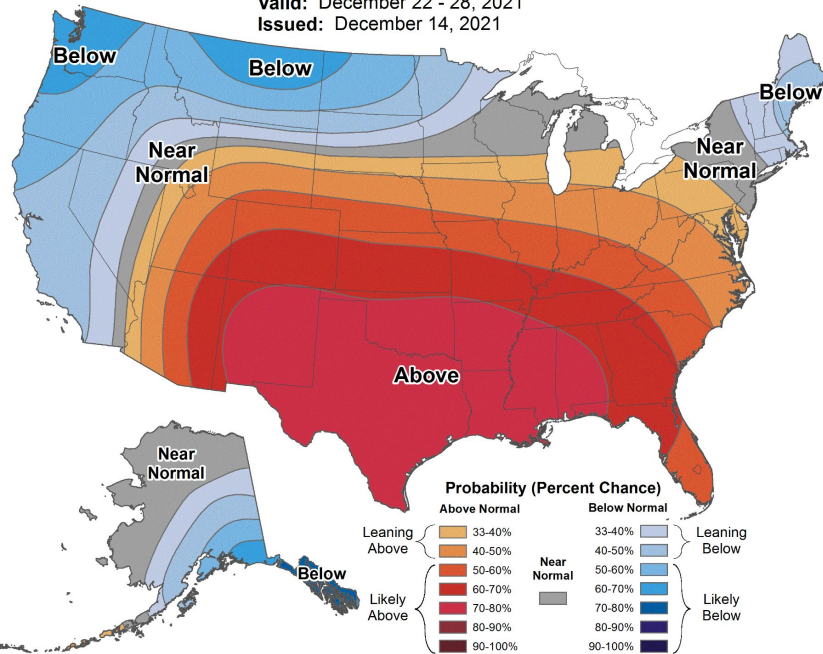 Valid: December 22 - 28, 2021
Issued: December 14, 2021
Below
Below
Below
Near
Normal
Near
Normal
Above
Near
Normal
Below
Probability (Percent Chance)
Above Normal
Below Normal
Leaning
Above
33-40%
40-50%
Likely
Above
50-60%
60-70%
70-80%
80-90%
90-100%
Near
Normal
33-40%
40-50%
Leaning
Below
50-60%
60-70%
70-80%
80-90%
90-100%
Likely
Below